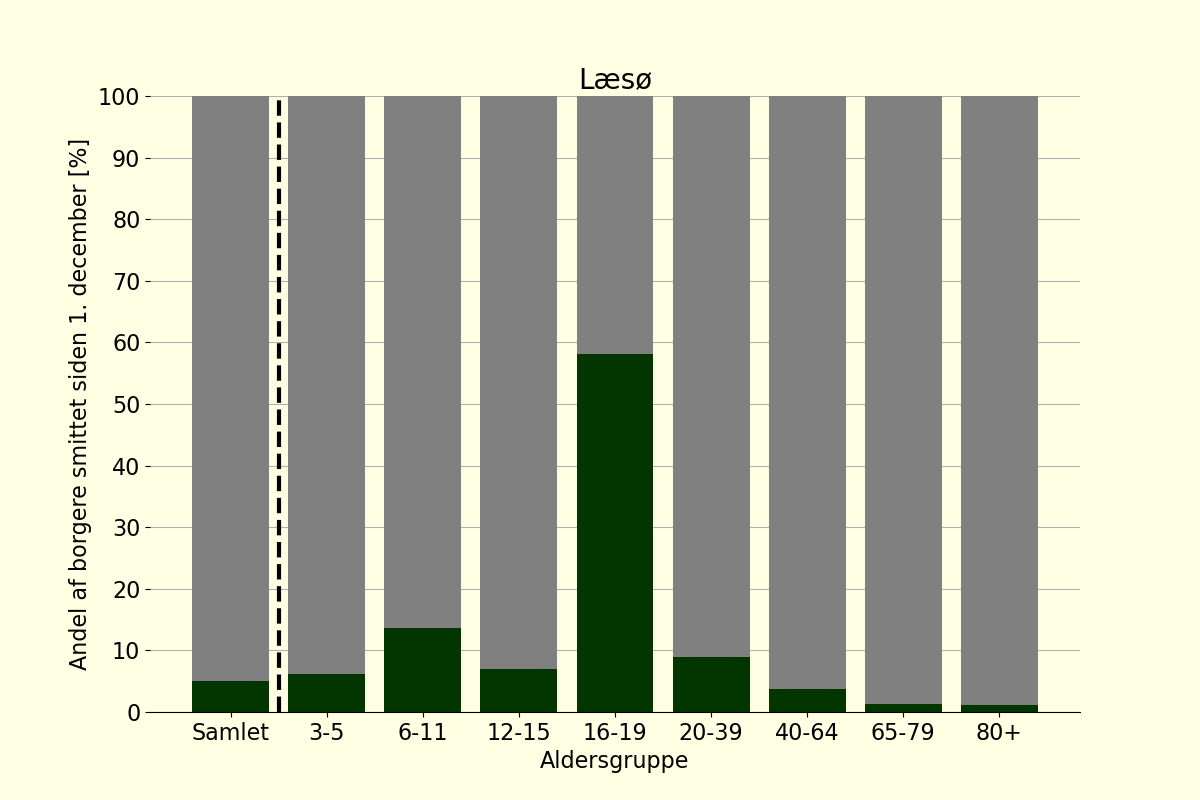 Læsø
Andel af borgere smittet siden 1. december [%]
100
90
80
70
60
50
40
30
20
10
0
Samlet 3-5 6-11 12-15 16-19 20-39 40-64 65-79 80+
Aldersgruppe